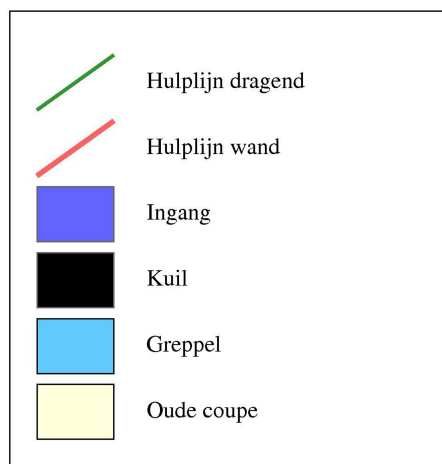 Hulplijn dragend
Hulplijn wand
Ingang
Kuil
Greppel
Oude coupe